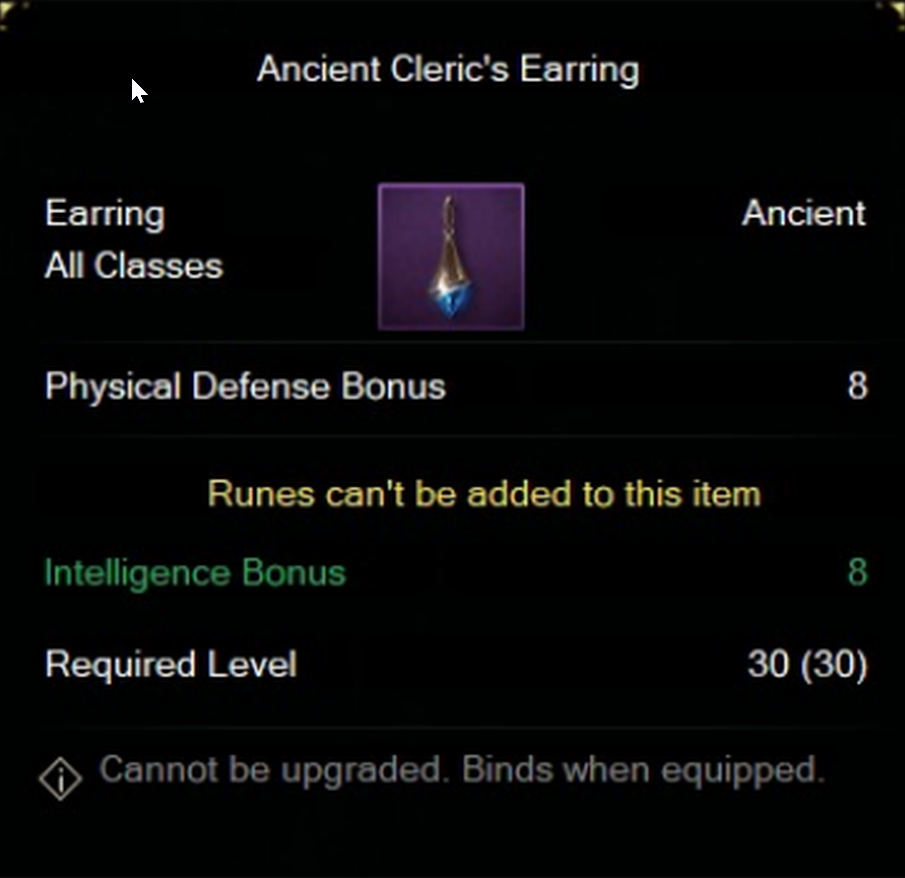 Ancient Cleric's Earring
Earring
Ancient
All Classes
Physical Defense Bonus 8
Runes can't be added to this item
Intelligence Bonus 8
Required Level 30 (30)
Cannot be upgraded. Binds when equipped.